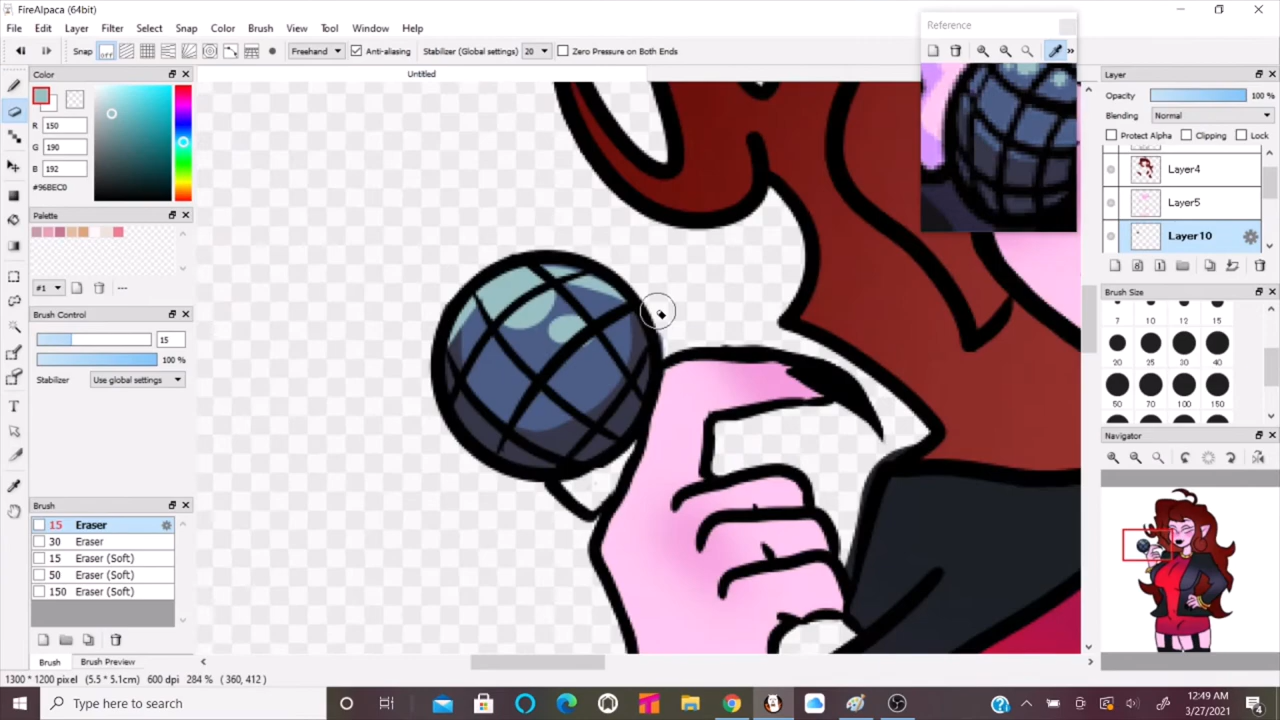 FireAlpaca (64bit)
File Edit Layer Filter Select Snap Color Brush View Tool Window Help
Snap Freehand Anti-aliasing Stabilizer (Global settings) 20 Zero Pressure on Both Ends
Untitled
Reference
Color
R 150
G 190
B 192
#96BEC0
Palette
#1
Brush Control
15
100 %
Stabilizer Use global settings
Brush
15 Eraser
30 Eraser
15 Eraser (Soft)
50 Eraser (Soft)
150 Eraser (Soft)
Brush Brush Preview
1300 * 1200 pixel (5.5 * 5.1cm) 600 dpi 284 % ( 360, 412 )
Layer
Opacity 100 %
Blending Normal
Protect Alpha Clipping Lock
Layer4
Layer5
Layer10
Brush Size
7 10 12 15
20 25 30 40
50 70 100 150
Navigator
Type here to search
12:49 AM
3/27/2021
4